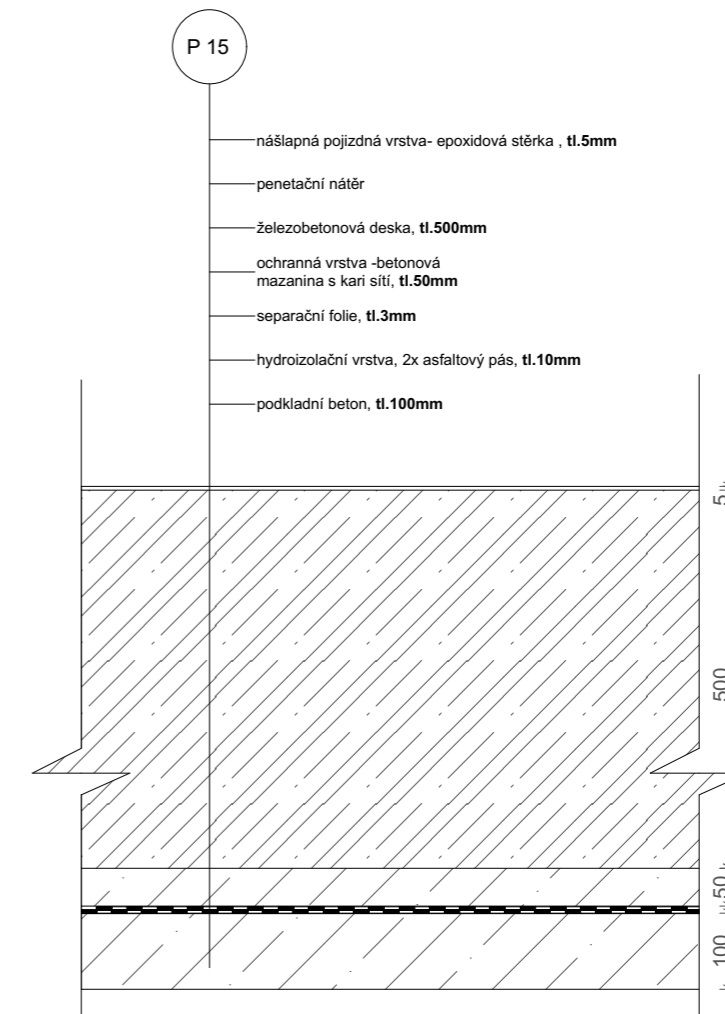 P 15
nášlapná pojizdná vrstva- epoxidová stěrka , tl.5mm
penetační nátěr
železobetonová deska, tl.500mm
ochranná vrstva -betonová
mazanina s kari sítí, tl.50mm
separační folie, tl.3mm
hydroizolační vrstva, 2x asfaltový pás, tl.10mm
podkladní beton, tl.100mm
5
500
50
100